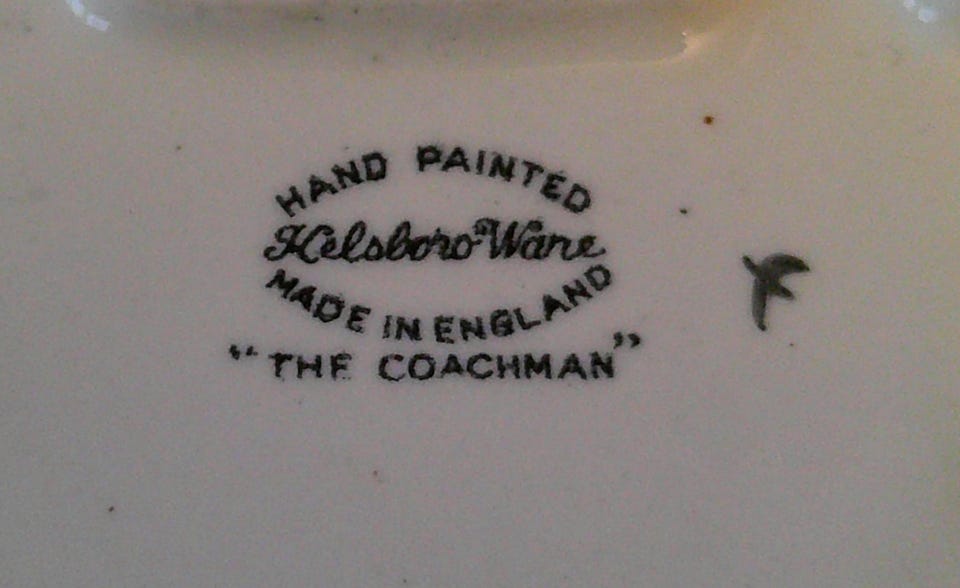 HAND PAINTED
Kelsboro Ware
MADE IN ENGLAND
"THE COACHMAN"